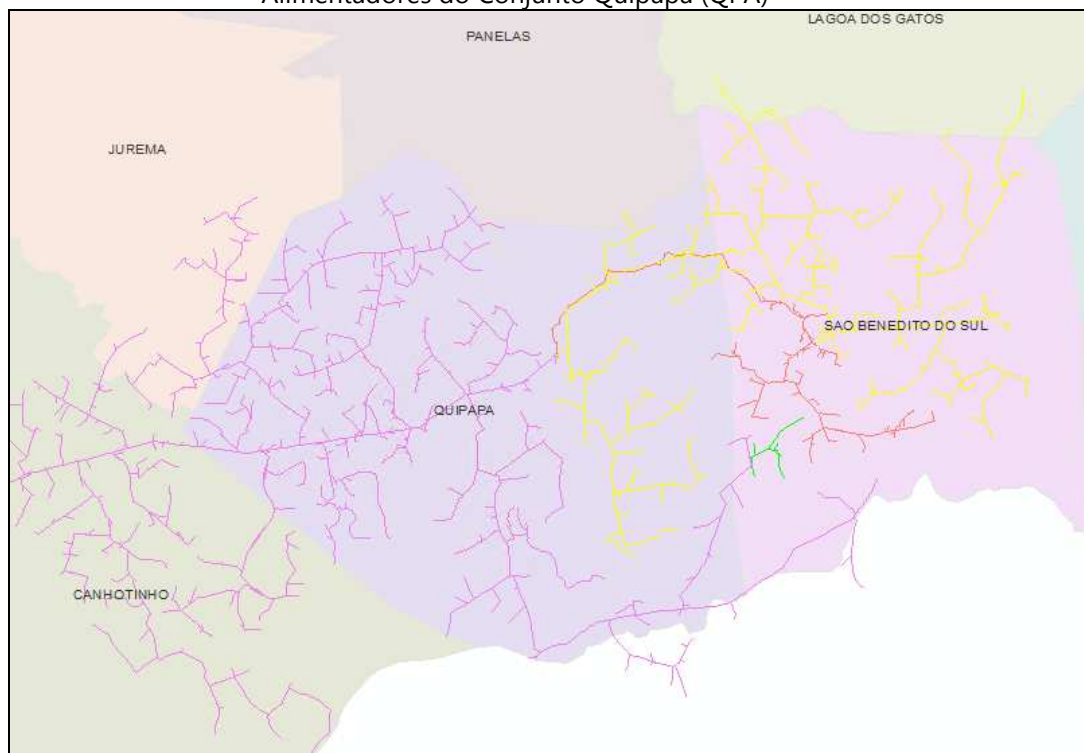 Alimentadores do Conjunto Quipapá (QPA)
LAGOA DOS GATOS
PANELAS
JUREMA
SAO BENEDITO DO SUL
QUIPAPA
CANHOTINHO